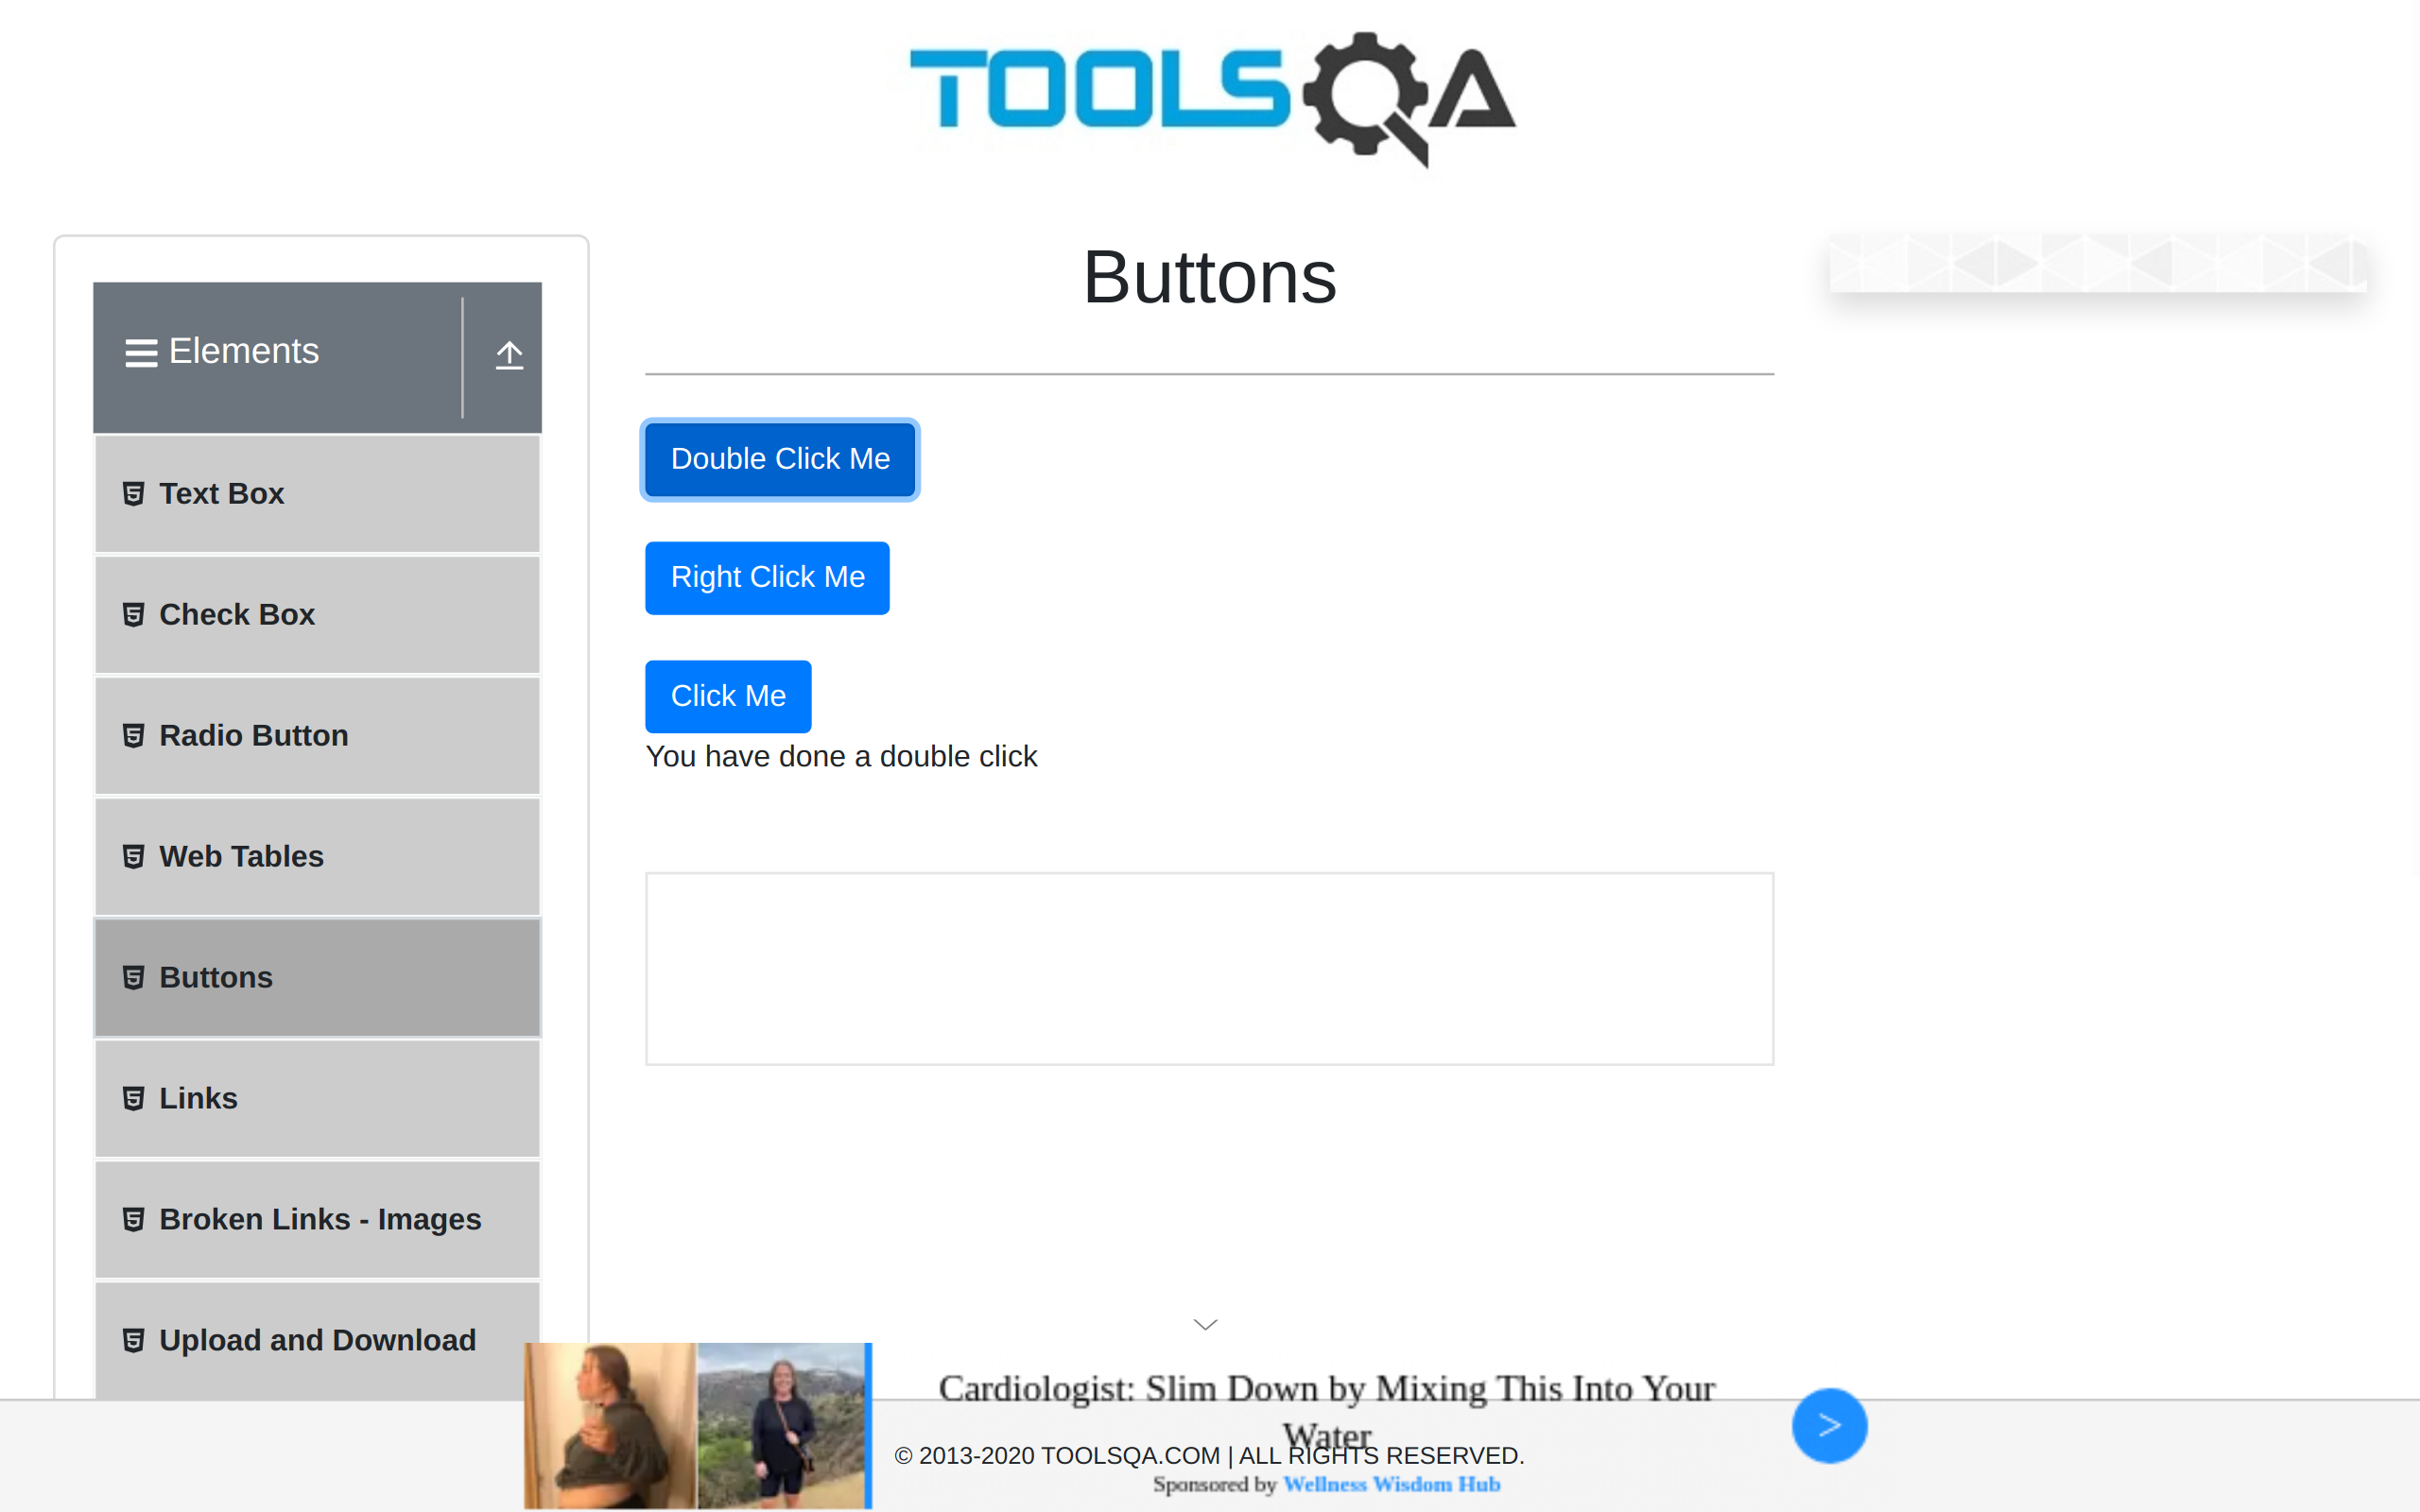 TOOLSQA
Buttons
Elements
Text Box
Check Box
Radio Button
Web Tables
Buttons
Links
Broken Links - Images
Upload and Download
Double Click Me
Right Click Me
Click Me
You have done a double click
Cardiologist: Slim Down by Mixing This Into Your
Water
© 2013-2020 TOOLSQA.COM | ALL RIGHTS RESERVED.
Sponsored by Wellness Wisdom Hub
>